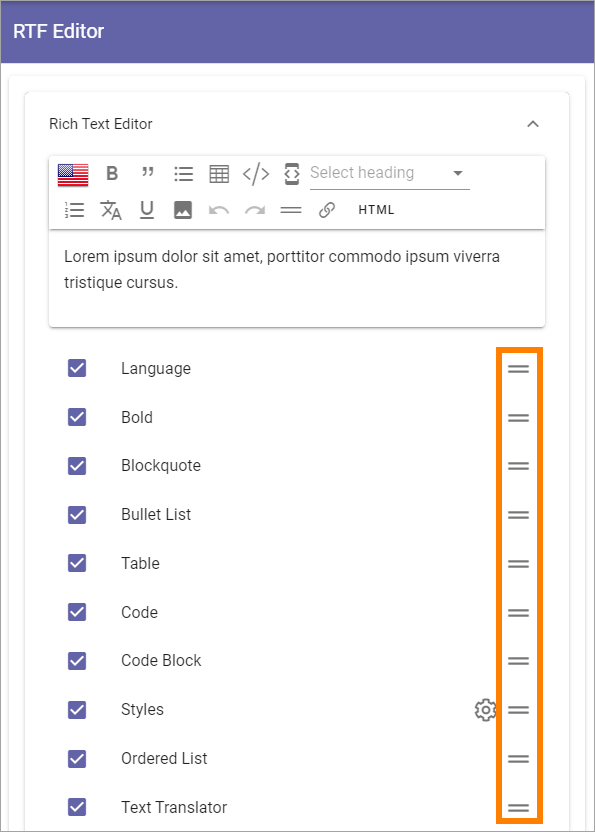 RTF Editor
Rich Text Editor
B Select heading
U HTML
Lorem ipsum dolor sit amet, porttitor commodo ipsum viverra
tristique cursus.
Language
Bold
Blockquote
Bullet List
Table
Code
Code Block
Styles
Ordered List
Text Translator